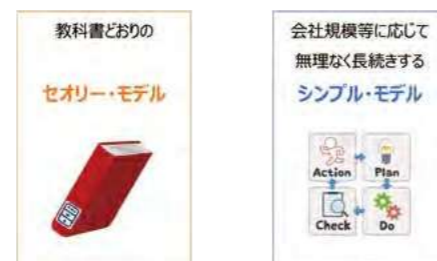 教科書どおりの
セオリー・モデル
会社規模等に応じて
無理なく長続きする
シンプル・モデル
Action
Plan
Check
Do